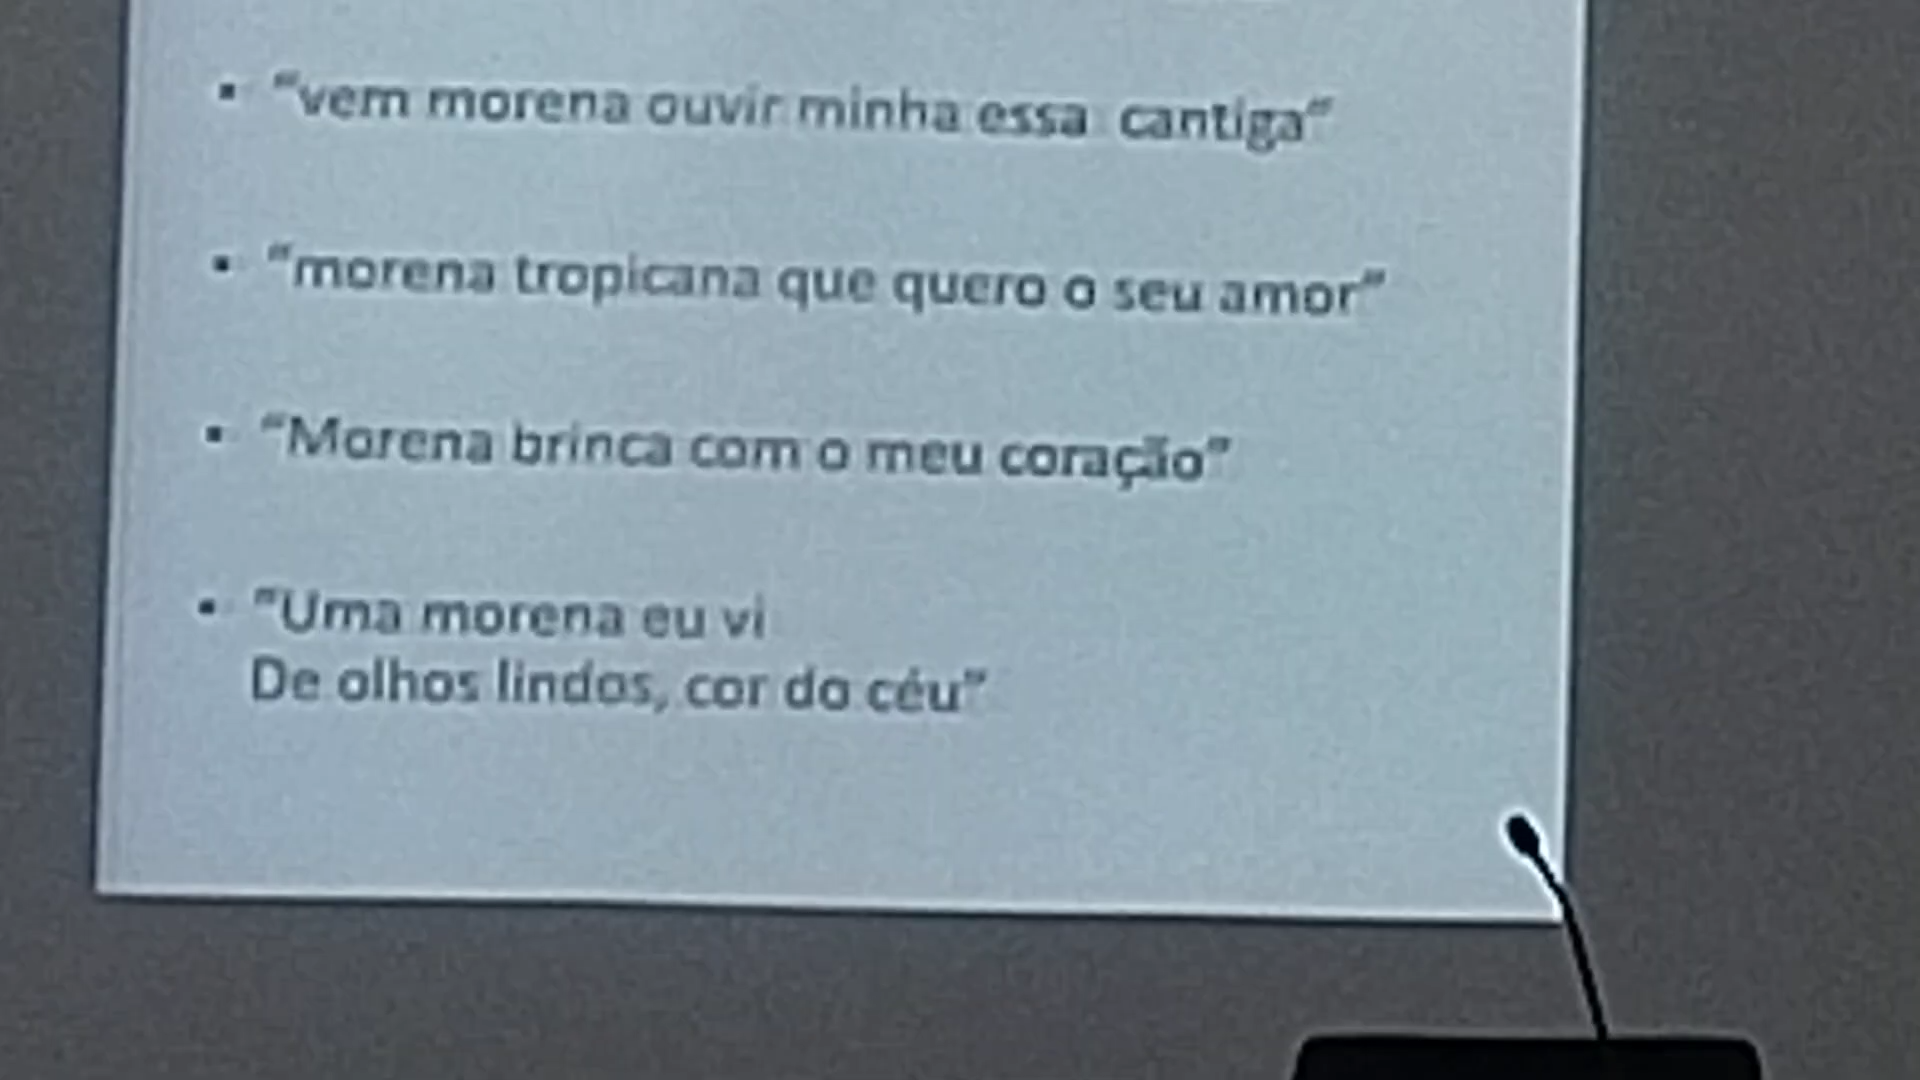 ▪ "vem morena ouvir minha essa cantiga"
▪ "morena tropicana que quero o seu amor"
▪ "Morena brinca com o meu coração"
▪ "Uma morena eu vi
De olhos lindos, cor do céu"